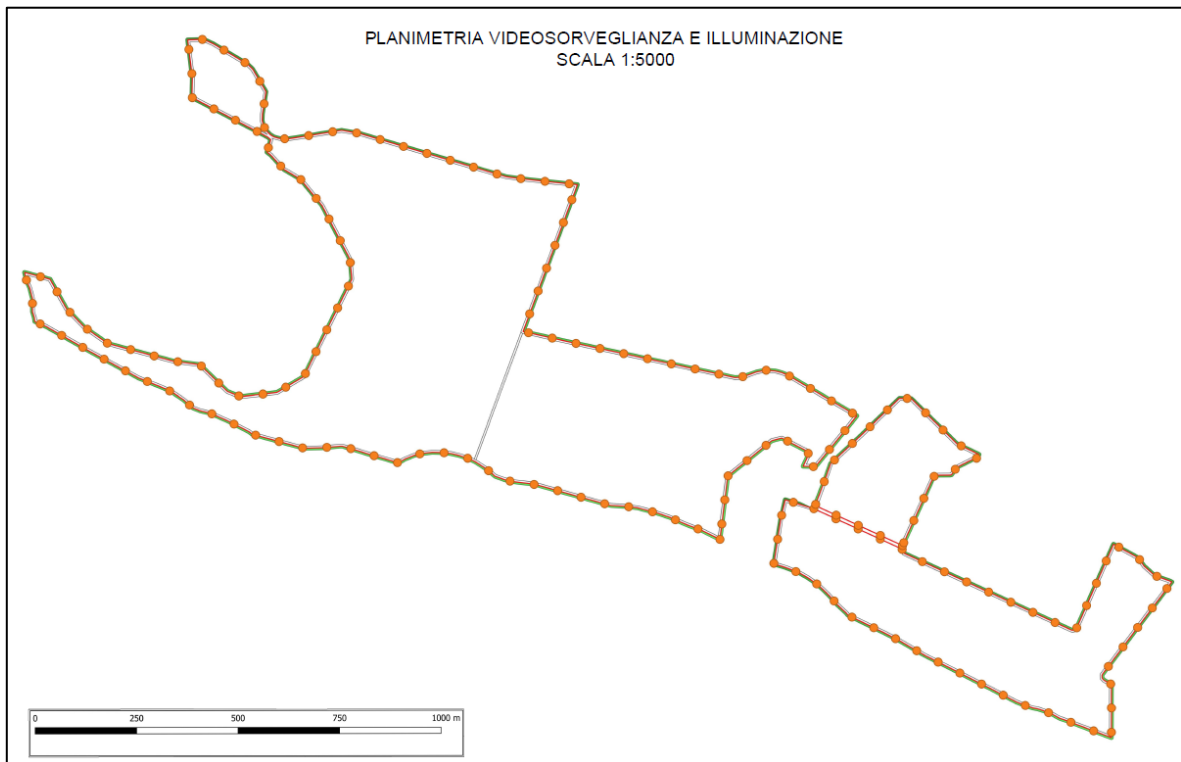 PLANIMETRIA VIDEOSORVEGLIANZA E ILLUMINAZIONE
SCALA 1:5000
0 250 500 750 1000 m